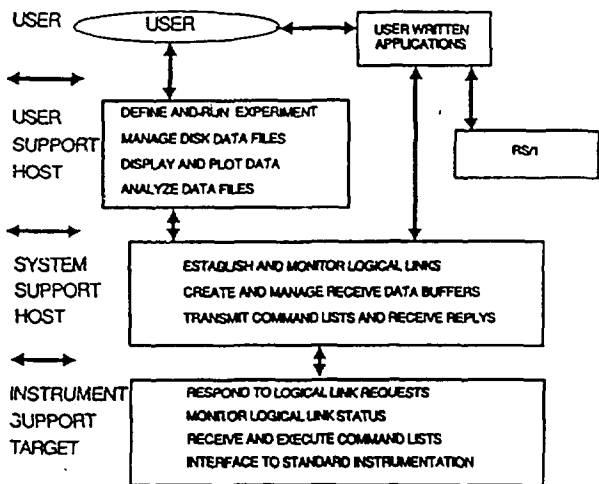 USER
USER
USER WRITTEN
APPLICATIONS
USER
SUPPORT
HOST
DEFINE AND-RUN EXPERIMENT
MANAGE DISK DATA FILES
DISPLAY AND PLOT DATA
ANALYZE DATA FILES
RS/1
SYSTEM
SUPPORT
HOST
ESTABLISH AND MONITOR LOGICAL LINKS
CREATE AND MANAGE RECEIVE DATA BUFFERS
TRANSMIT COMMAND LISTS AND RECEIVE REPLYS
INSTRUMENT
SUPPORT
TARGET
RESPOND TO LOGICAL LINK REQUESTS
MONITOR LOGICAL LINK STATUS
RECEIVE AND EXECUTE COMMAND LISTS
INTERFACE TO STANDARD INSTRUMENTATION